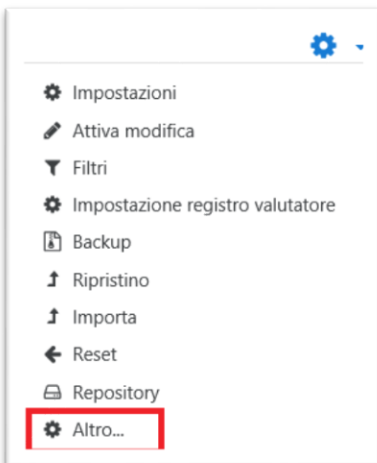 Impostazioni
Attiva modifica
Filtri
Impostazione registro valutatore
Backup
Ripristino
Importa
Reset
Repository
Altro...